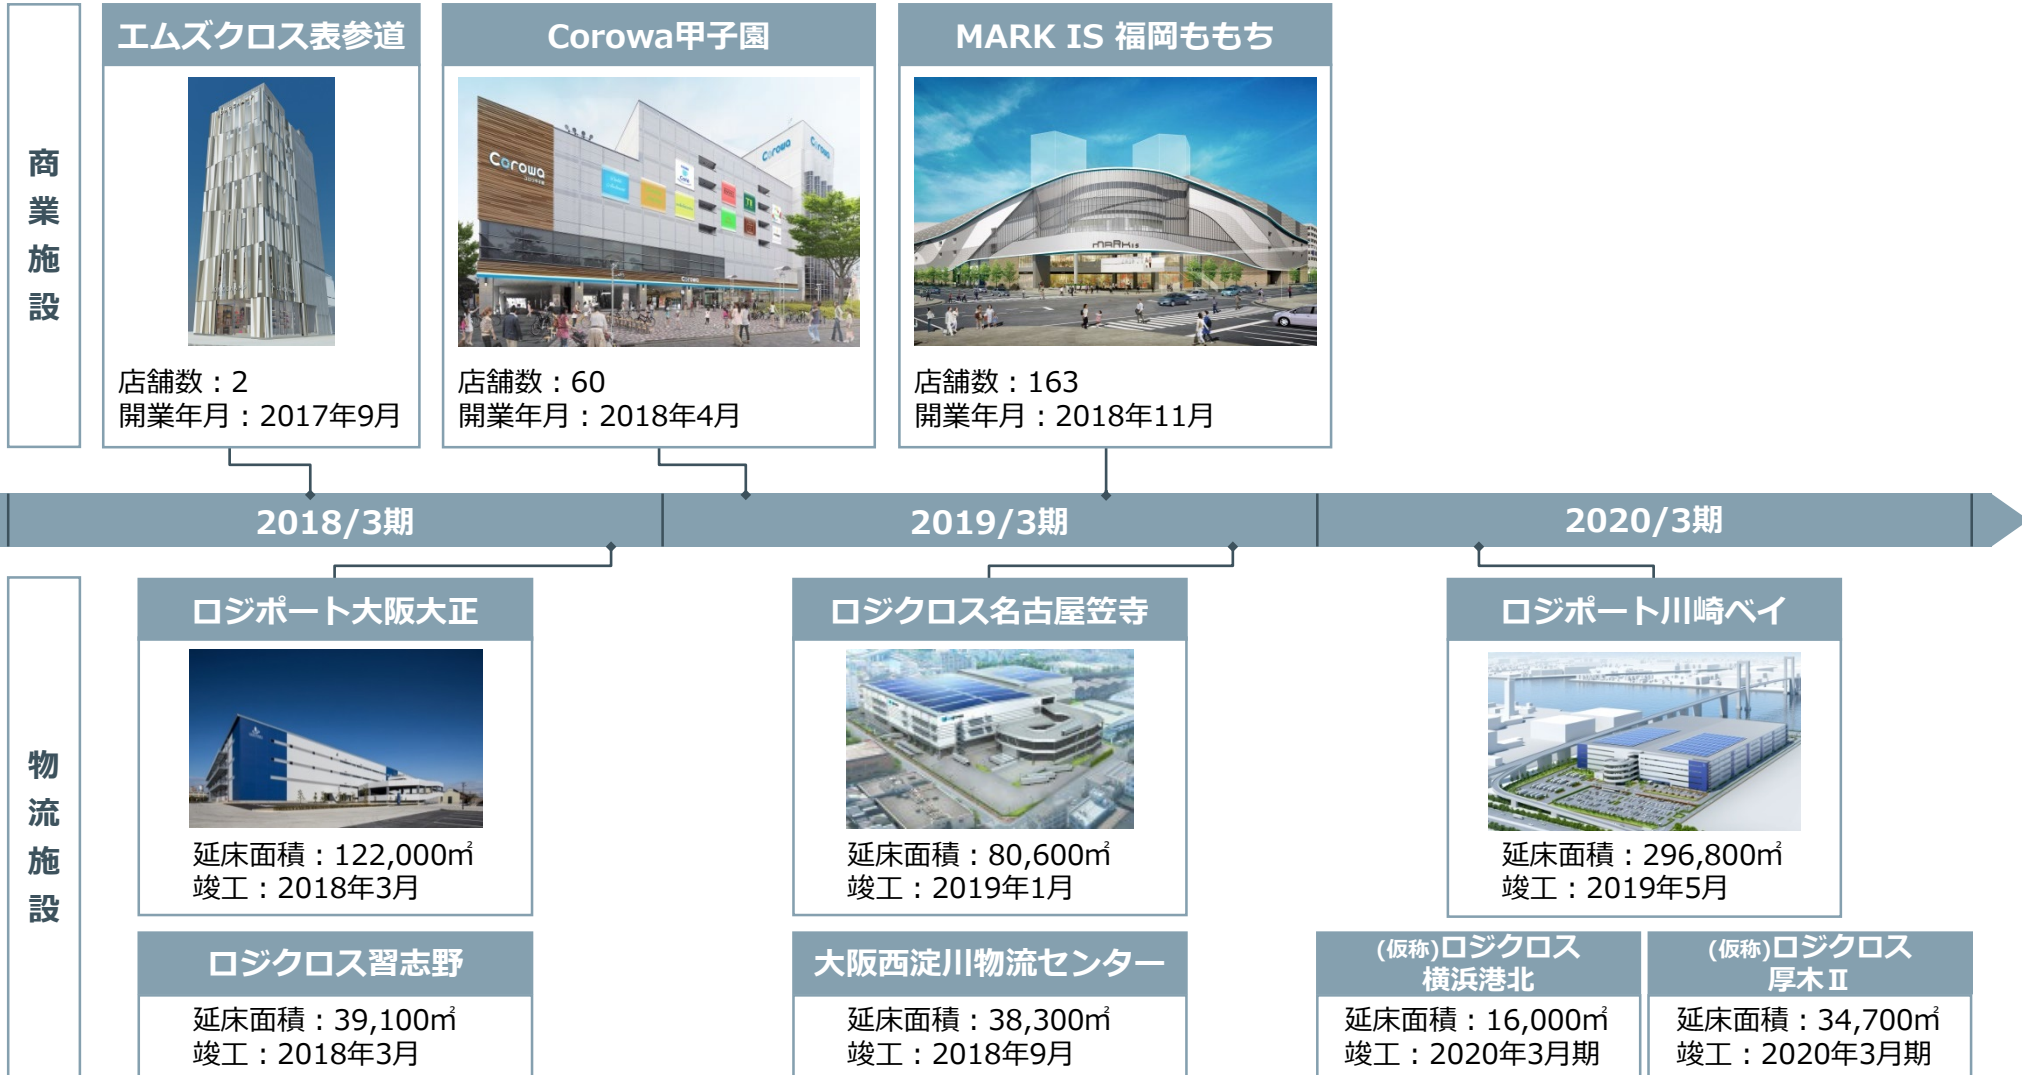 商業施設
エムズクロス表参道
店舗数：2
開業年月：2017年9月
Corowa甲子園
Corowa
Corowa
Corowa
Corowa
店舗数：60
開業年月：2018年4月
MARK IS 福岡ももち
MARK IS
店舗数：163
開業年月：2018年11月
2018/3期
2019/3期
2020/3期
物流施設
ロジポート大阪大正
延床面積：122,000㎡
竣工：2018年3月
ロジクロス名古屋笠寺
延床面積：80,600㎡
竣工：2019年1月
ロジポート川崎ベイ
延床面積：296,800㎡
竣工：2019年5月
ロジクロス習志野
延床面積：39,100㎡
竣工：2018年3月
大阪西淀川物流センター
延床面積：38,300㎡
竣工：2018年9月
(仮称)ロジクロス
横浜港北
延床面積：16,000㎡
竣工：2020年3月期
(仮称)ロジクロス
厚木Ⅱ
延床面積：34,700㎡
竣工：2020年3月期